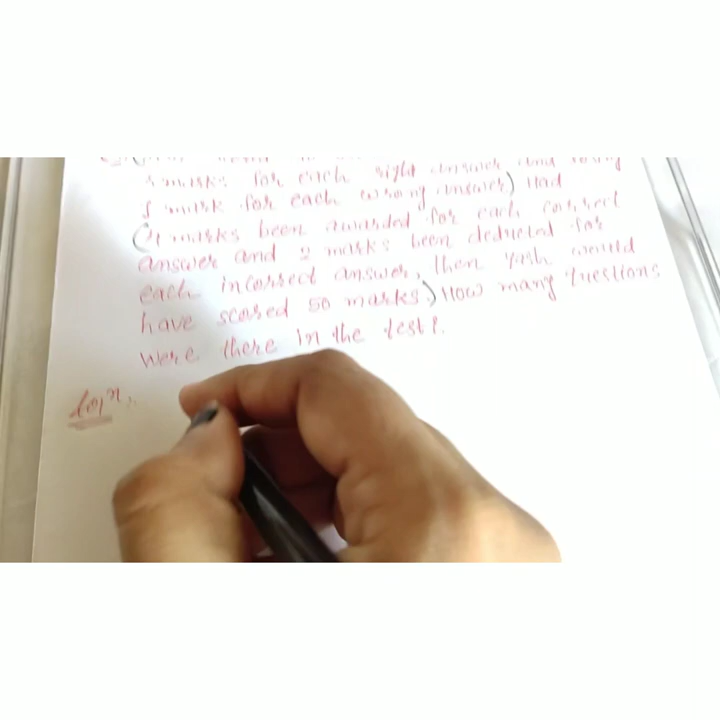 3 marks for each right answer and losing
1 mark for each wrong answer) Had
(4 marks been awarded for each correct
answer and 2 marks been deducted for
each incorrect answer, then Yash would
have scored 50 marks.) How many questions
were there in the test?
Solⁿ: